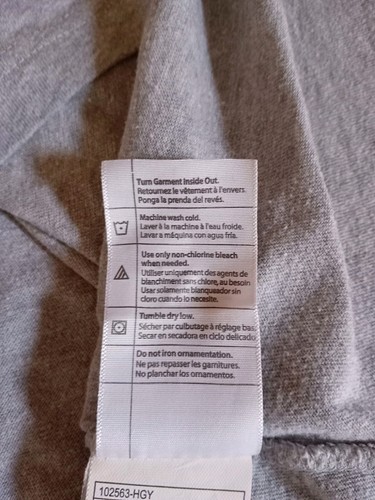 Turn Garment Inside Out.
Retournez le vêtement à l'envers.
Ponga la prenda del revés.
Machine wash cold.
Laver à la machine à l'eau froide.
Lavar a máquina con agua fría.
Use only non-chlorine bleach
when needed.
Utiliser uniquement des agents de
blanchiment sans chlore, au besoin
Usar solamente blanqueador sin
cloro cuando lo necesite.
Tumble dry low.
Sécher par culbutage à réglage bas.
Secar en secadora en ciclo delicado
Do not iron ornamentation.
Ne pas repasser les garnitures.
No planchar los ornamentos.
102563-HGY